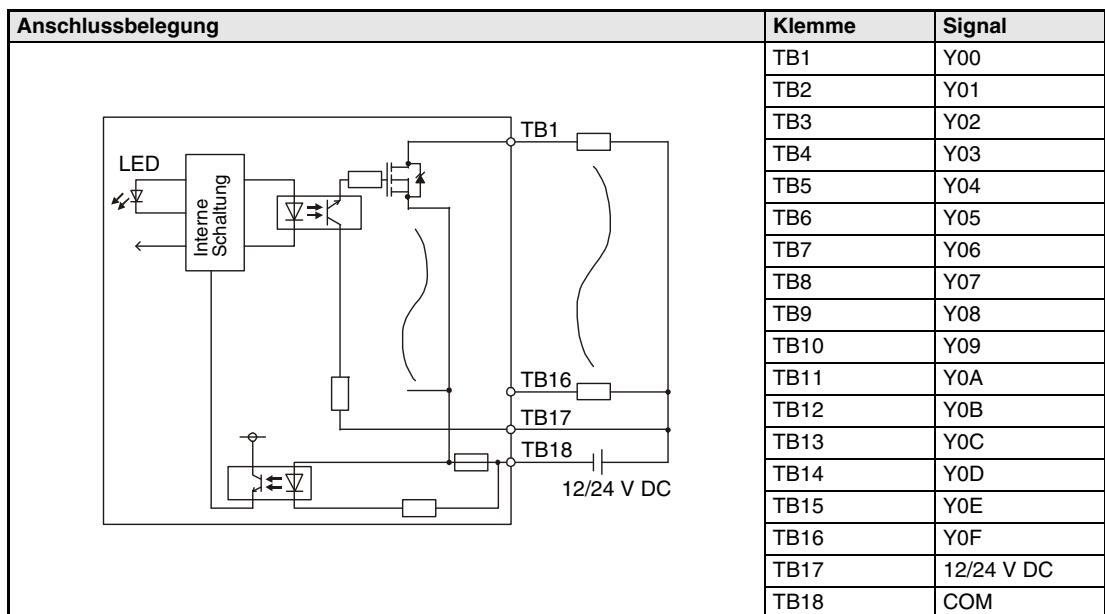 Anschlussbelegung Klemme Signal
TB1 Y00
TB2 Y01
TB3 Y02
TB4 Y03
TB5 Y04
TB6 Y05
TB7 Y06
TB8 Y07
TB9 Y08
TB10 Y09
TB11 Y0A
TB12 Y0B
TB13 Y0C
TB14 Y0D
TB15 Y0E
TB16 Y0F
TB17 12/24 V DC
TB18 COM
LED
Interne
Schaltung
TB1
TB16
TB17
TB18
12/24 V DC